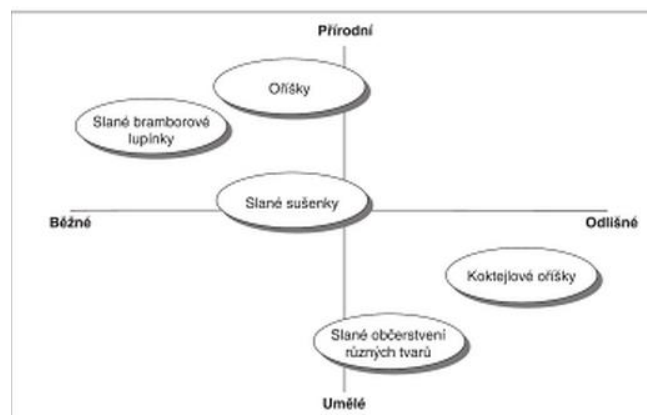 Přírodní
Oříšky
Slané bramborové
lupínky
Slané sušenky
Běžné
Odlišné
Koktejlové oříšky
Slané občerstvení
různých tvarů
Umělé